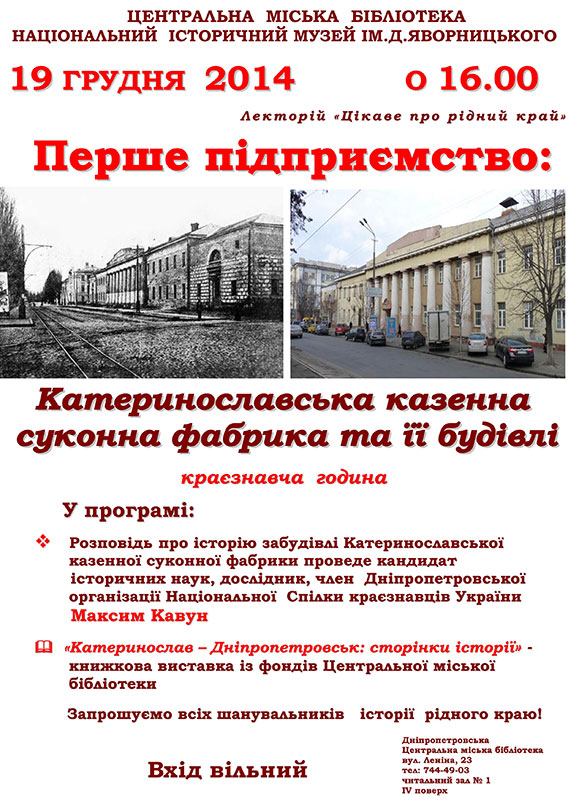 ЦЕНТРАЛЬНА МІСЬКА БІБЛІОТЕКА
НАЦІОНАЛЬНИЙ ІСТОРИЧНИЙ МУЗЕЙ ІМ.Д.ЯВОРНИЦЬКОГО
19 ГРУДНЯ 2014 О 16.00
Лекторій «Цікаве про рідний край»
Перше підприємство:
Катеринославська казенна
суконна фабрика та її будівлі
краєзнавча година
У програмі:
Розповідь про історію забудівлі Катеринославської
казенної суконної фабрики проведе кандидат
історичних наук, дослідник, член Дніпропетровської
організації Національної Спілки краєзнавців України
Максим Кавун
«Катеринослав – Дніпропетровськ: сторінки історії» -
книжкова виставка із фондів Центральної міської
бібліотеки
Запрошуємо всіх шанувальників історії рідного краю!
Вхід вільний
Дніпропетровська
Центральна міська бібліотека
вул. Леніна, 23
тел: 744-49-03
читальний зал № 1
IV поверх